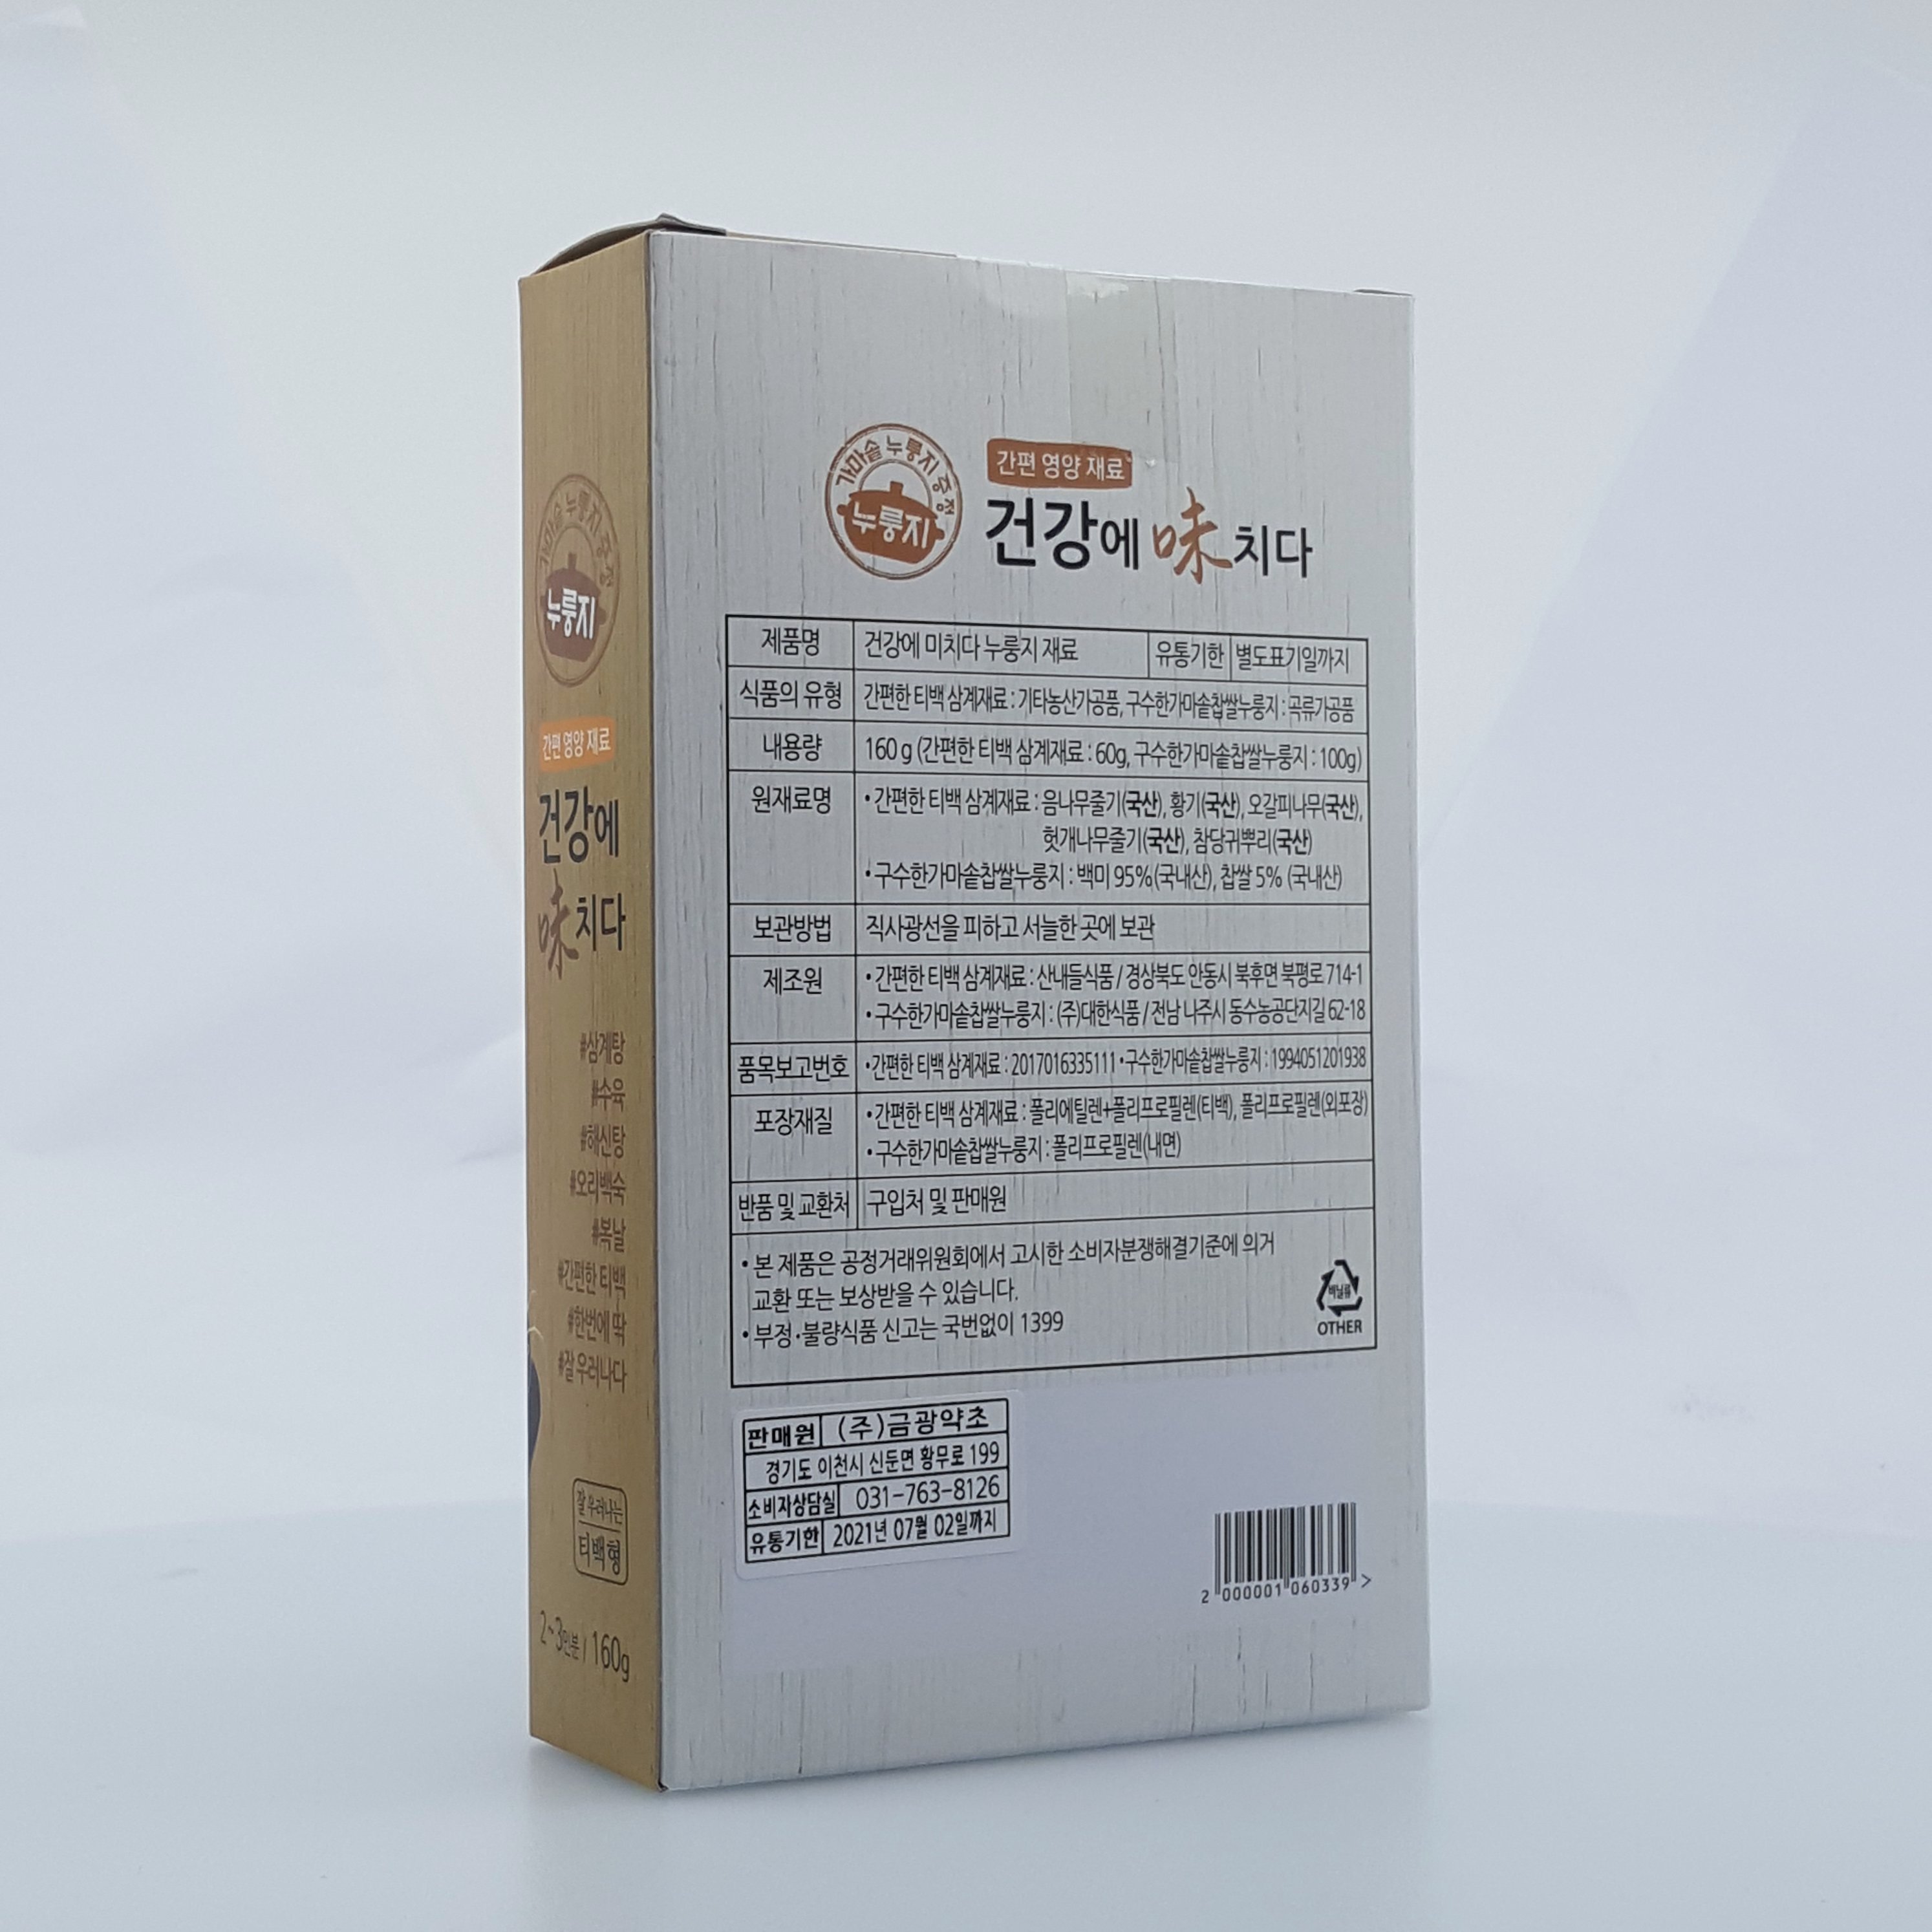 가마솥 누룽지 증정
누룽지
간편 영양 재료
건강에 味치다
#삼계탕
#수육
#해신탕
#오리백숙
#복날
#간편한 티백
#한번에 딱
#잘 우러나다
잘 우러나는
티백형
2~3인분 / 160g
가마솥 누룽지 증정
누룽지
간편 영양 재료
건강에 味치다
제품명 건강에 미치다 누룽지 재료 유통기한 별도표기일까지
식품의 유형 간편한 티백 삼계재료 : 기타농산가공품, 구수한가마솥찹쌀누룽지 : 곡류가공품
내용량 160 g (간편한 티백 삼계재료 : 60g, 구수한가마솥찹쌀누룽지 : 100g)
원재료명 • 간편한 티백 삼계재료 : 음나무줄기(국산), 황기(국산), 오갈피나무(국산),
헛개나무줄기(국산), 참당귀뿌리(국산)
• 구수한가마솥찹쌀누룽지 : 백미 95%(국내산), 찹쌀 5% (국내산)
보관방법 직사광선을 피하고 서늘한 곳에 보관
제조원 • 간편한 티백 삼계재료 : 산내들식품 / 경상북도 안동시 북후면 북평로 714-1
• 구수한가마솥찹쌀누룽지 : (주)대한식품 / 전남 나주시 동수농공단지길 62-18
품목보고번호 • 간편한 티백 삼계재료 : 2017016335111 • 구수한가마솥찹쌀누룽지 : 1994051201938
포장재질 • 간편한 티백 삼계재료 : 폴리에틸렌+폴리프로필렌(티백), 폴리프로필렌(외포장)
• 구수한가마솥찹쌀누룽지 : 폴리프로필렌(내면)
반품 및 교환처 구입처 및 판매원
• 본 제품은 공정거래위원회에서 고시한 소비자분쟁해결기준에 의거
교환 또는 보상받을 수 있습니다.
• 부정·불량식품 신고는 국번없이 1399
비닐류
OTHER
판매원 (주)금광약초
경기도 이천시 신둔면 황무로 199
소비자상담실 031-763-8126
유통기한 2021년 07월 02일까지
2 000001 060339 >